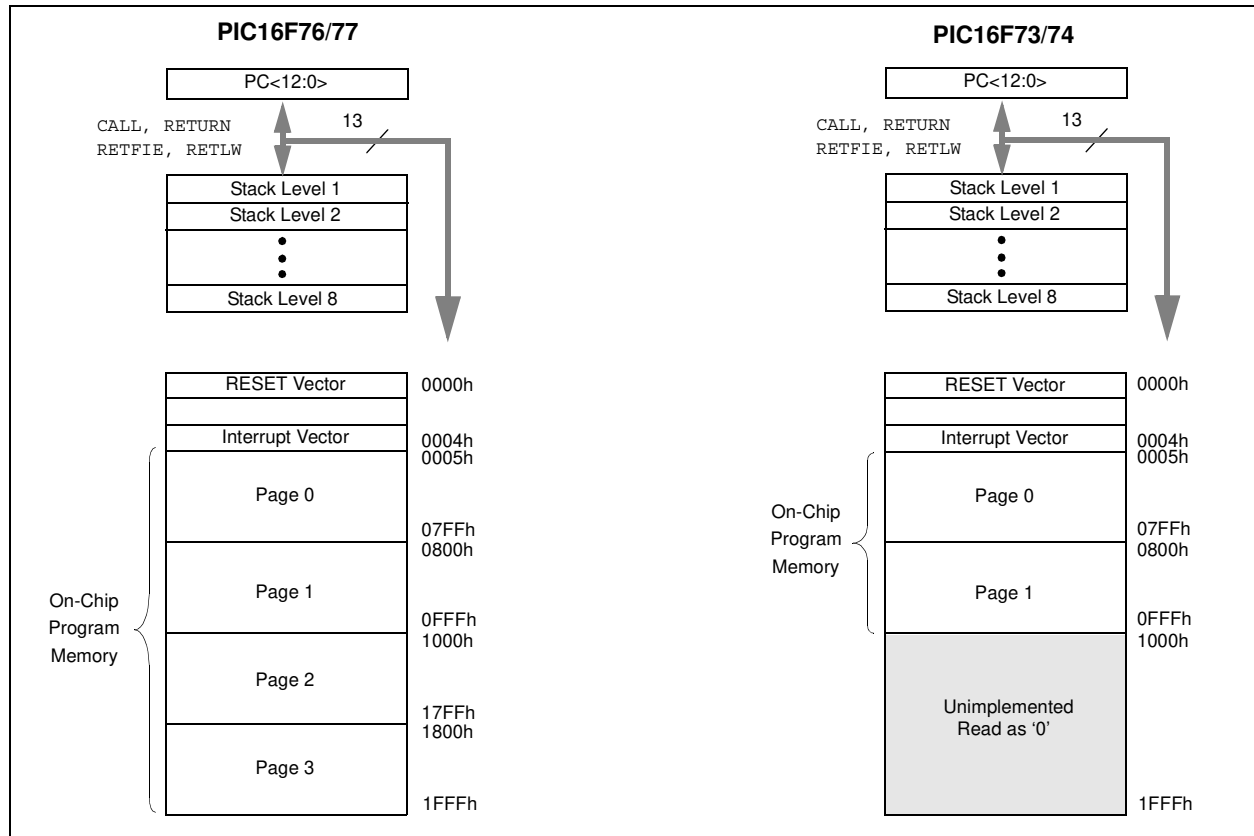 PIC16F76/77
PC<12:0>
CALL, RETURN
RETFIE, RETLW
13
Stack Level 1
Stack Level 2
Stack Level 8
RESET Vector
0000h
Interrupt Vector
0004h
0005h
Page 0
07FFh
0800h
Page 1
0FFFh
1000h
Page 2
17FFh
1800h
Page 3
1FFFh
On-Chip
Program
Memory
PIC16F73/74
PC<12:0>
CALL, RETURN
RETFIE, RETLW
13
Stack Level 1
Stack Level 2
Stack Level 8
RESET Vector
0000h
Interrupt Vector
0004h
0005h
Page 0
07FFh
0800h
Page 1
0FFFh
1000h
On-Chip
Program
Memory
Unimplemented
Read as ‘0’
1FFFh